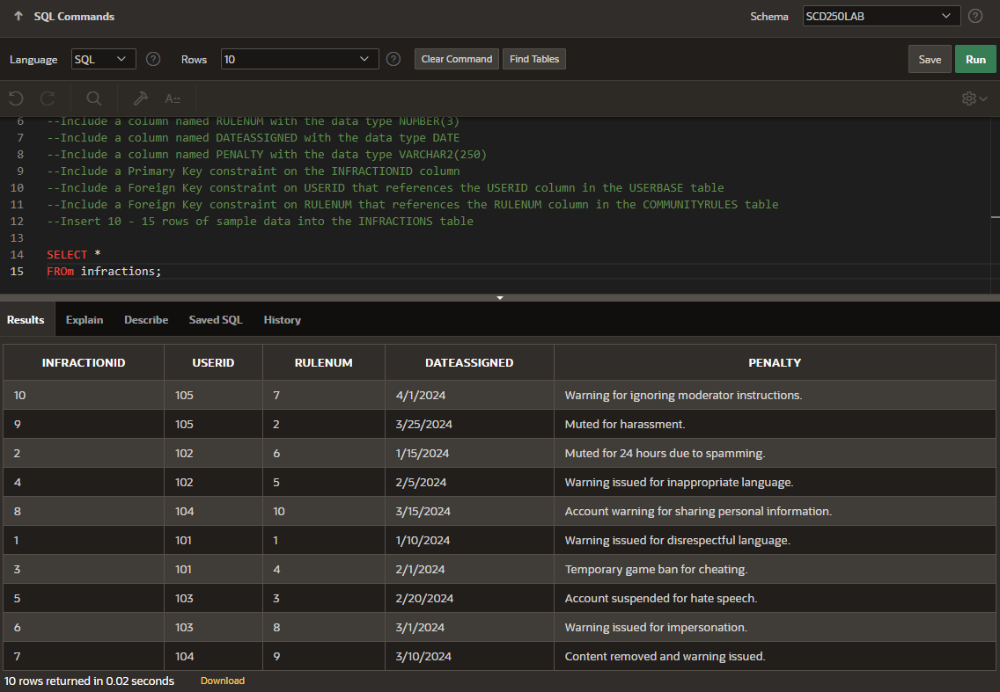 SQL Commands
Schema SCD250LAB
Language SQL Rows 10 Clear Command Find Tables Save Run
A::
6 --Include a column named RULENUM with the data type NUMBER(3)
7 --Include a column named DATEASSIGNED with the data type DATE
8 --Include a column named PENALTY with the data type VARCHAR2(250)
9 --Include a Primary Key constraint on the INFRACTIONID column
10 --Include a Foreign Key constraint on USERID that references the USERID column in the USERBASE table
11 --Include a Foreign Key constraint on RULENUM that references the RULENUM column in the COMMUNITYRULES table
12 --Insert 10 - 15 rows of sample data into the INFRACTIONS table
13
14 SELECT *
15 FROm infractions;
Results Explain Describe Saved SQL History
INFRACTIONID USERID RULENUM DATEASSIGNED PENALTY
10 105 7 4/1/2024 Warning for ignoring moderator instructions.
9 105 2 3/25/2024 Muted for harassment.
2 102 6 1/15/2024 Muted for 24 hours due to spamming.
4 102 5 2/5/2024 Warning issued for inappropriate language.
8 104 10 3/15/2024 Account warning for sharing personal information.
1 101 1 1/10/2024 Warning issued for disrespectful language.
3 101 4 2/1/2024 Temporary game ban for cheating.
5 103 3 2/20/2024 Account suspended for hate speech.
6 103 8 3/1/2024 Warning issued for impersonation.
7 104 9 3/10/2024 Content removed and warning issued.
10 rows returned in 0.02 seconds Download